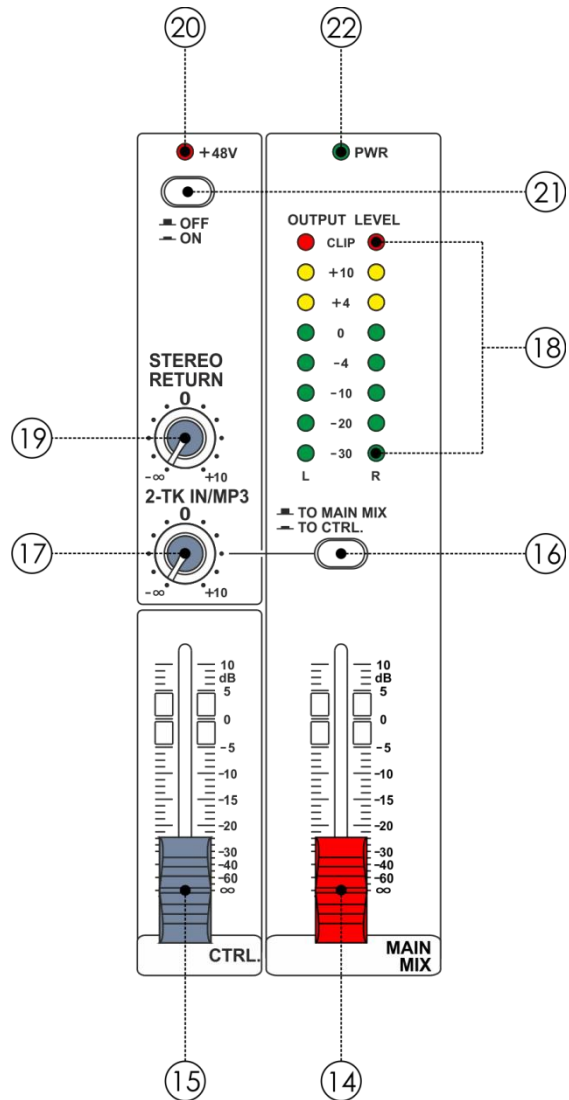 20
22
+48V
PWR
21
OFF
ON
OUTPUT LEVEL
CLIP
+10
+4
0
-4
-10
-20
-30
L R
18
STEREO
RETURN
0
19
-∞ +10
2-TK IN/MP3
0
17
-∞ +10
TO MAIN MIX
TO CTRL.
16
10
dB
5
0
-5
-10
-15
-20
-30
-40
-60
∞
CTRL.
10
dB
5
0
-5
-10
-15
-20
-30
-40
-60
∞
MAIN
MIX
15
14